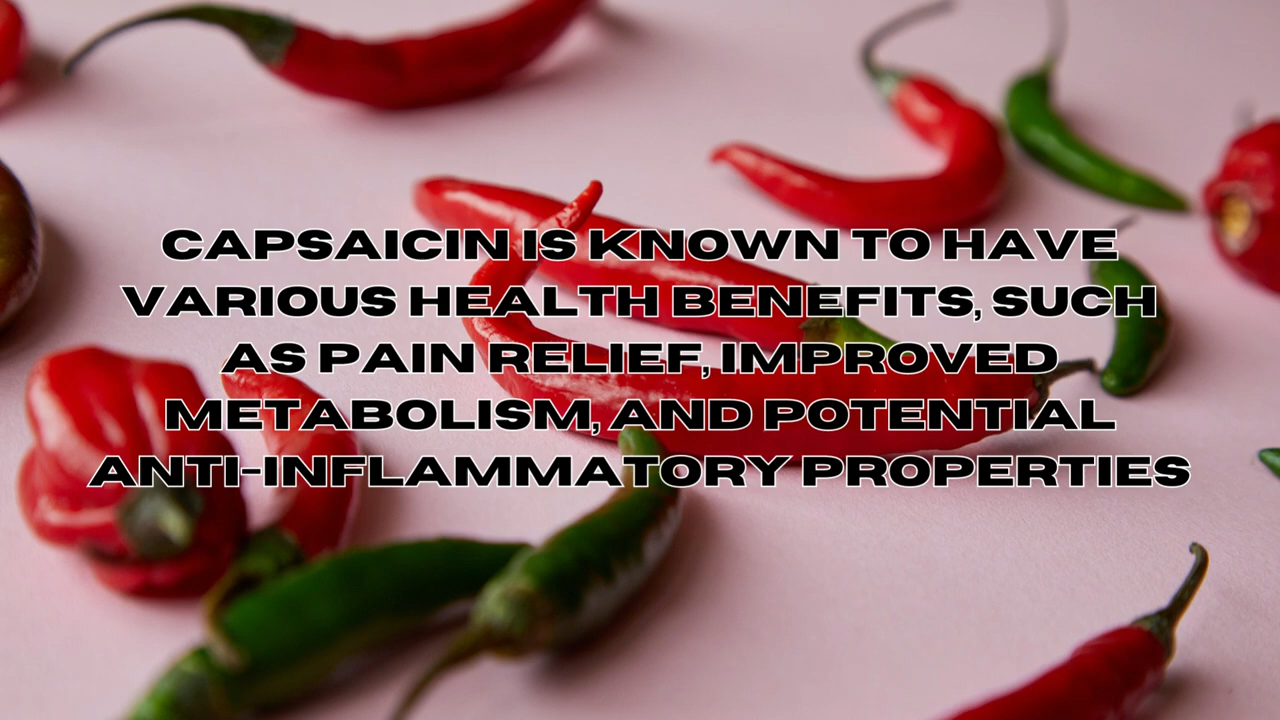 CAPSAICIN IS KNOWN TO HAVE
VARIOUS HEALTH BENEFITS, SUCH
AS PAIN RELIEF, IMPROVED
METABOLISM, AND POTENTIAL
ANTI-INFLAMMATORY PROPERTIES